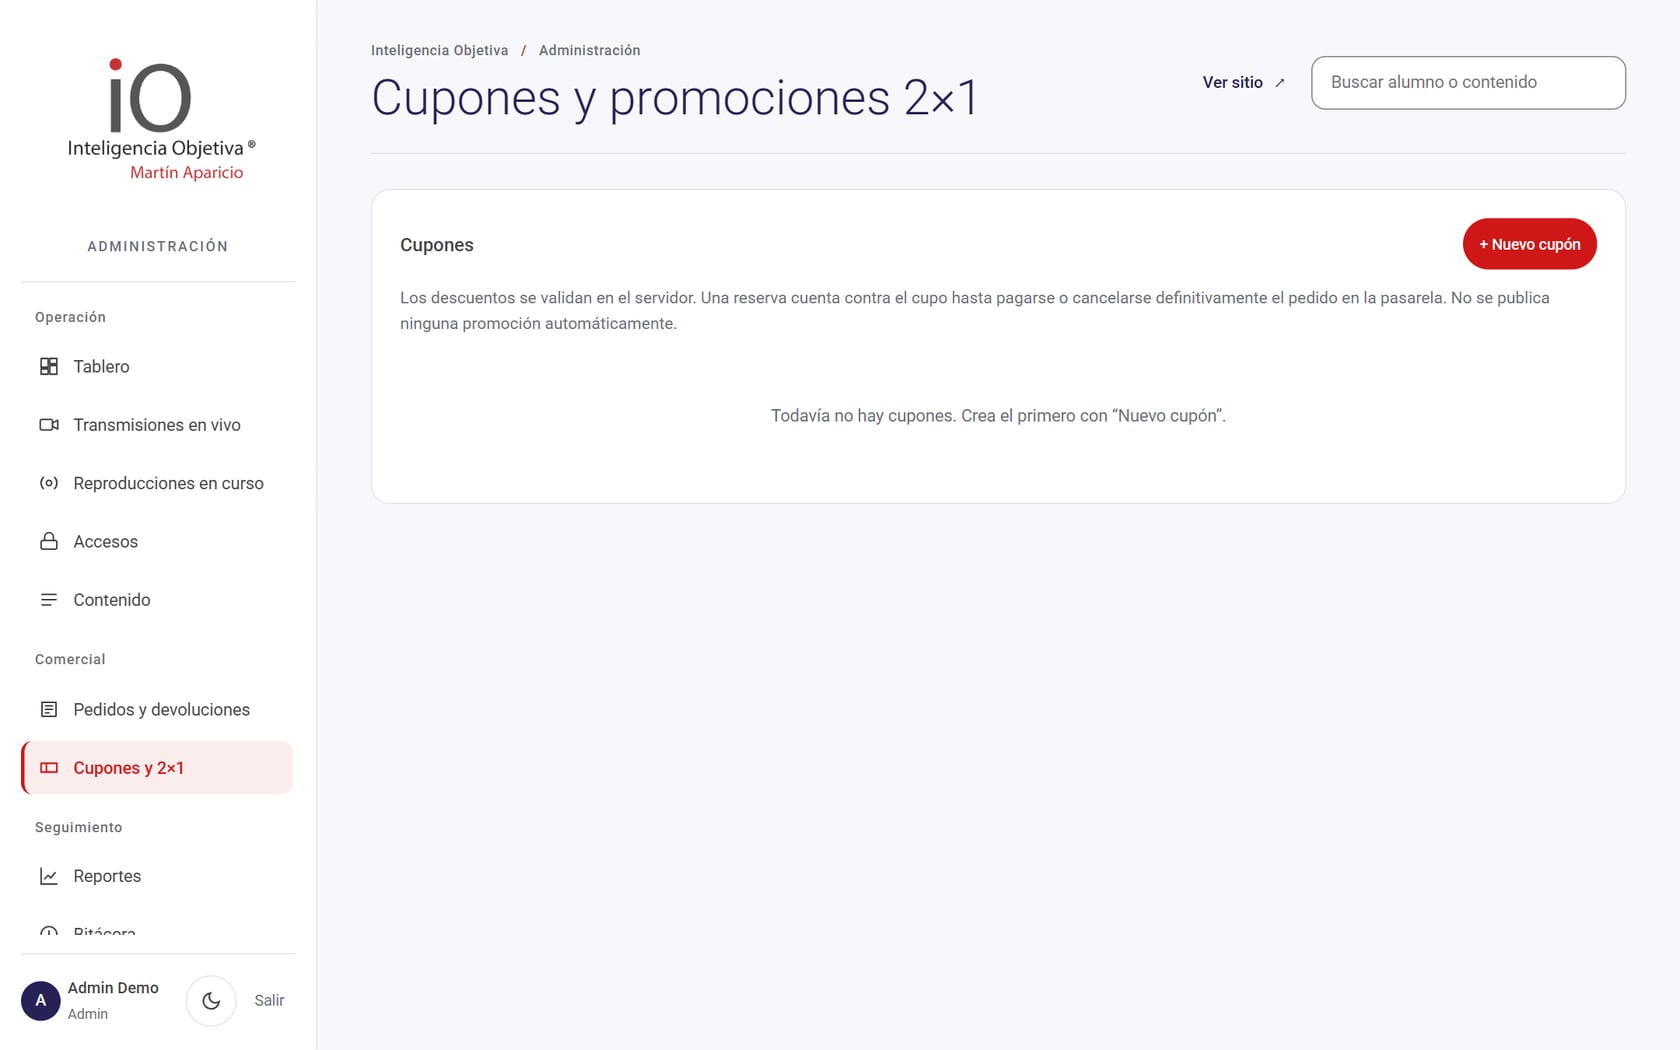 iO
Inteligencia Objetiva ®
Martín Aparicio
ADMINISTRACIÓN
Operación
Tablero
Transmisiones en vivo
Reproducciones en curso
Accesos
Contenido
Comercial
Pedidos y devoluciones
Cupones y 2×1
Seguimiento
Reportes
Bitácora
A
Admin Demo
Admin
Salir
Inteligencia Objetiva / Administración
Cupones y promociones 2×1
Ver sitio ↗
Buscar alumno o contenido
Cupones
+ Nuevo cupón
Los descuentos se validan en el servidor. Una reserva cuenta contra el cupo hasta pagarse o cancelarse definitivamente el pedido en la pasarela. No se publica
ninguna promoción automáticamente.
Todavía no hay cupones. Crea el primero con “Nuevo cupón”.